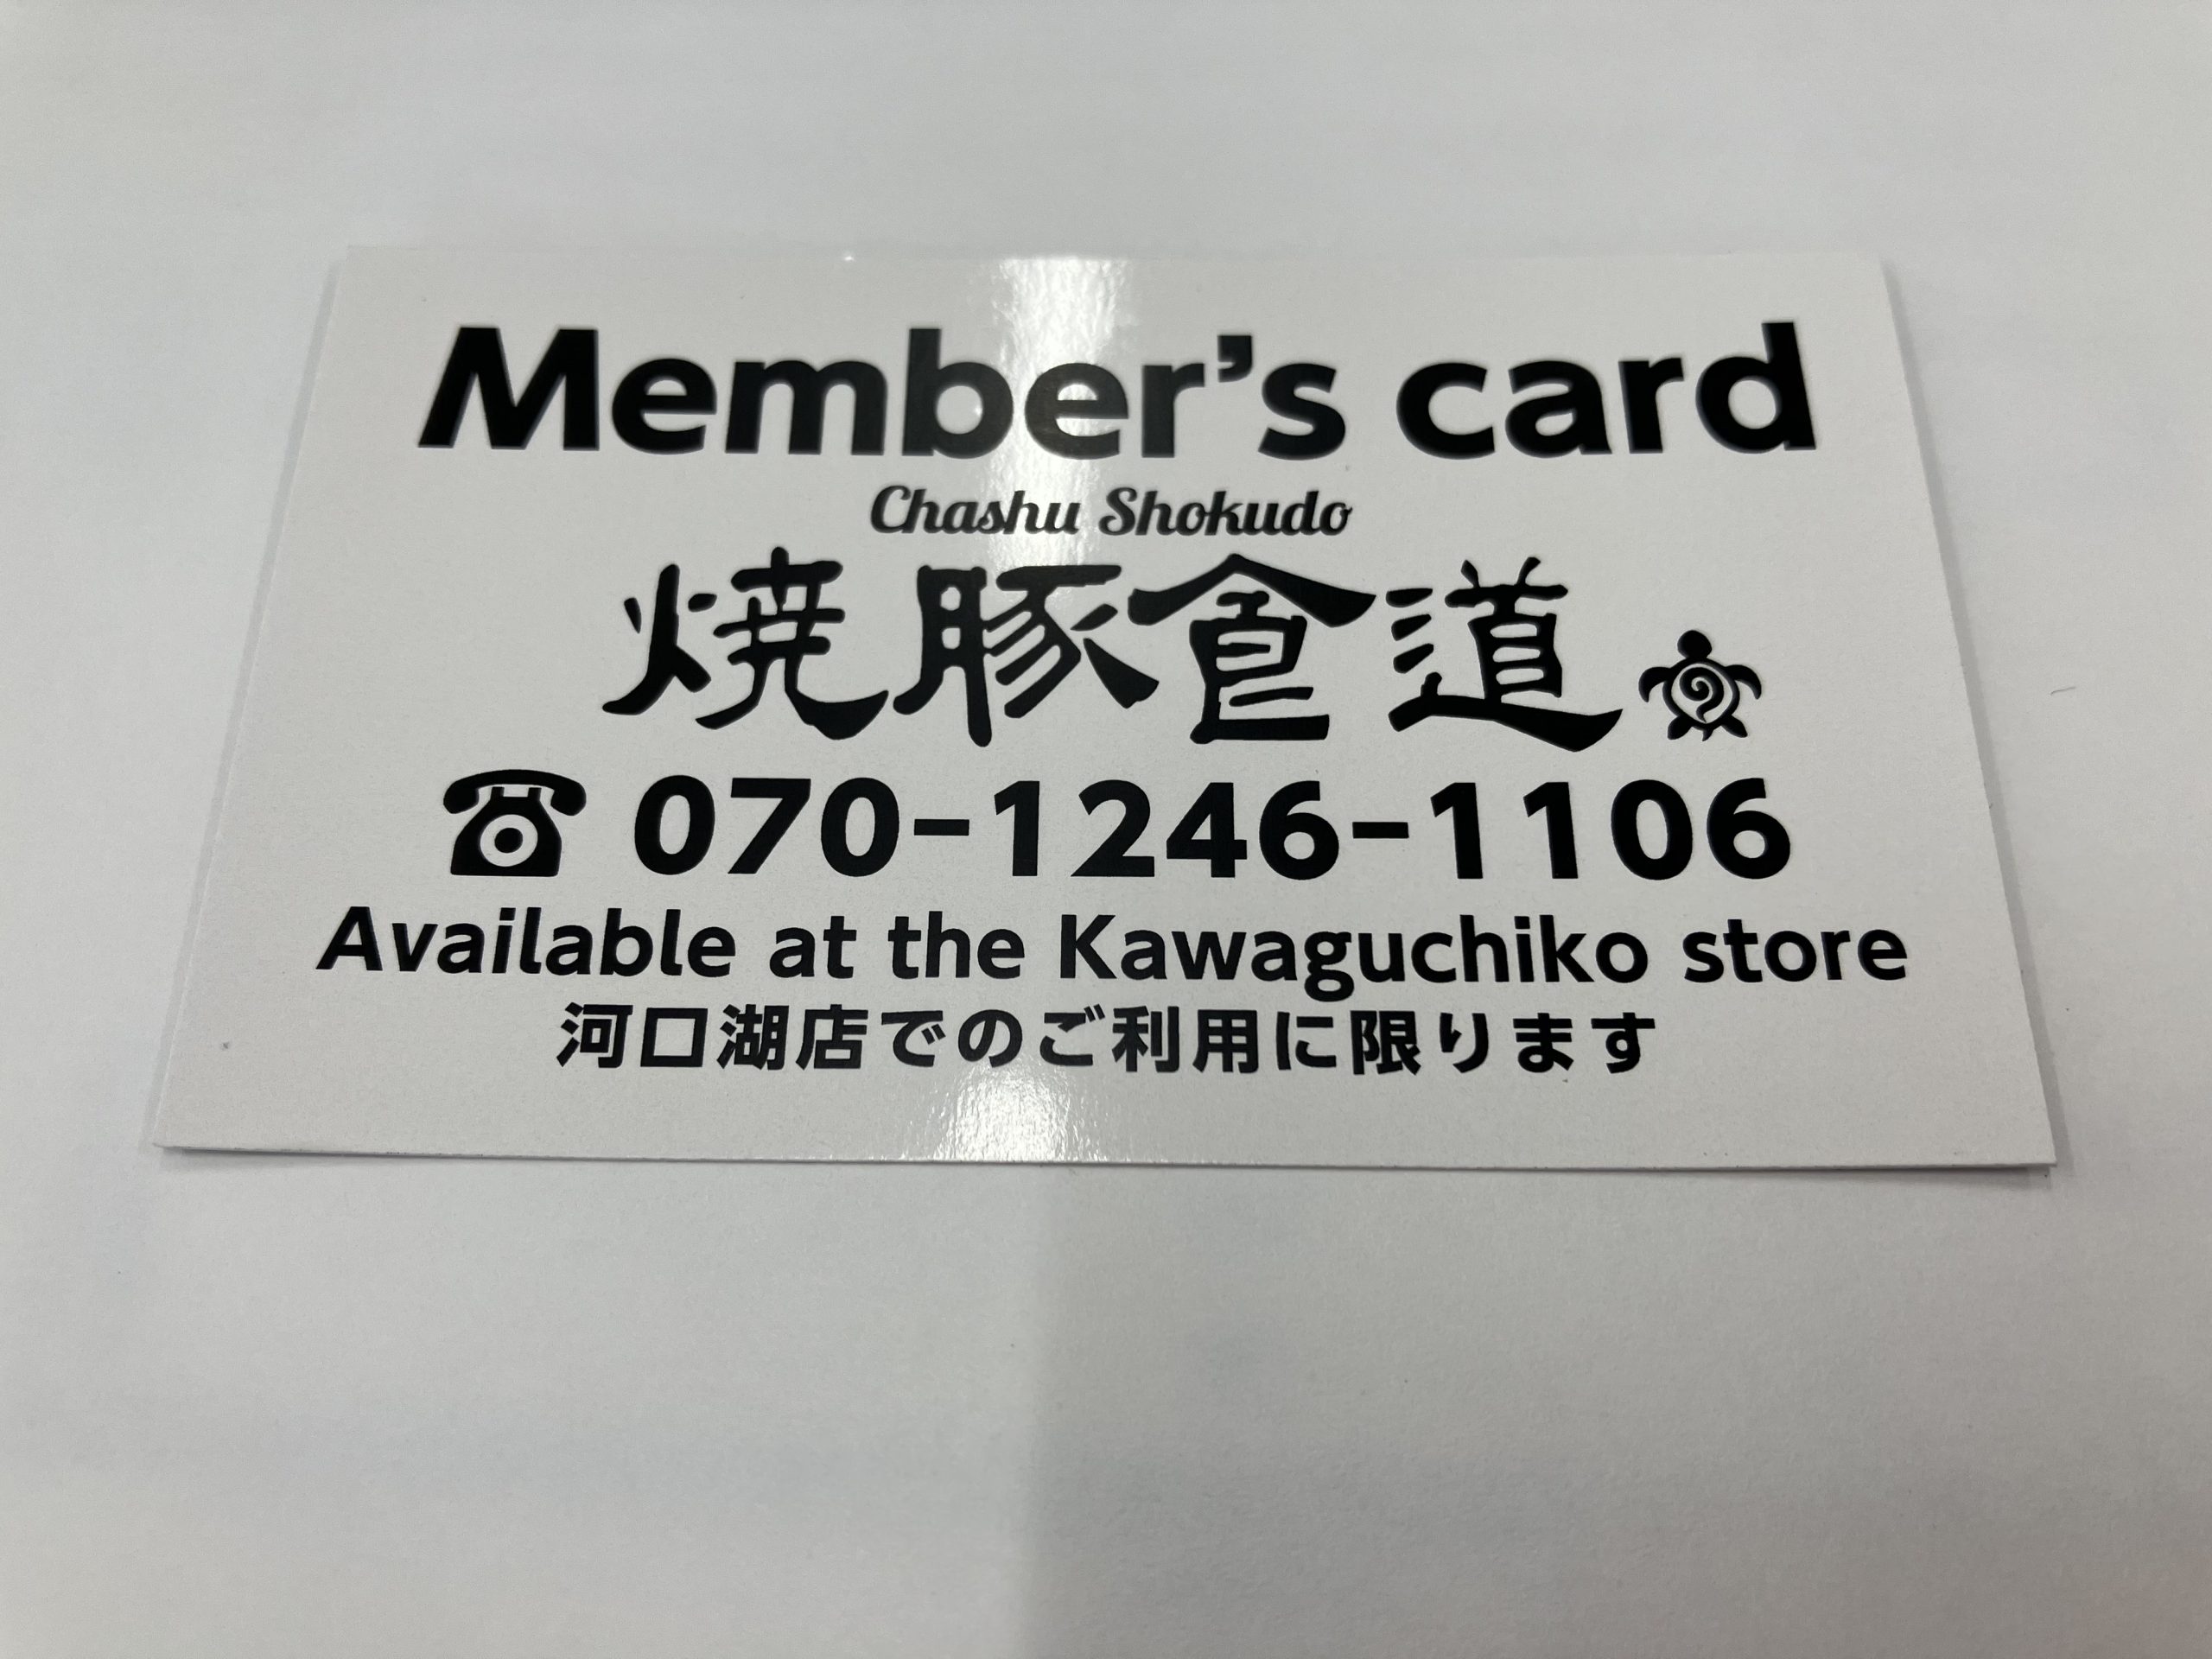 Member's card
Chashu Shokudo
焼豚食道
☎ 070-1246-1106
Available at the Kawaguchiko store
河口湖店でのご利用に限ります